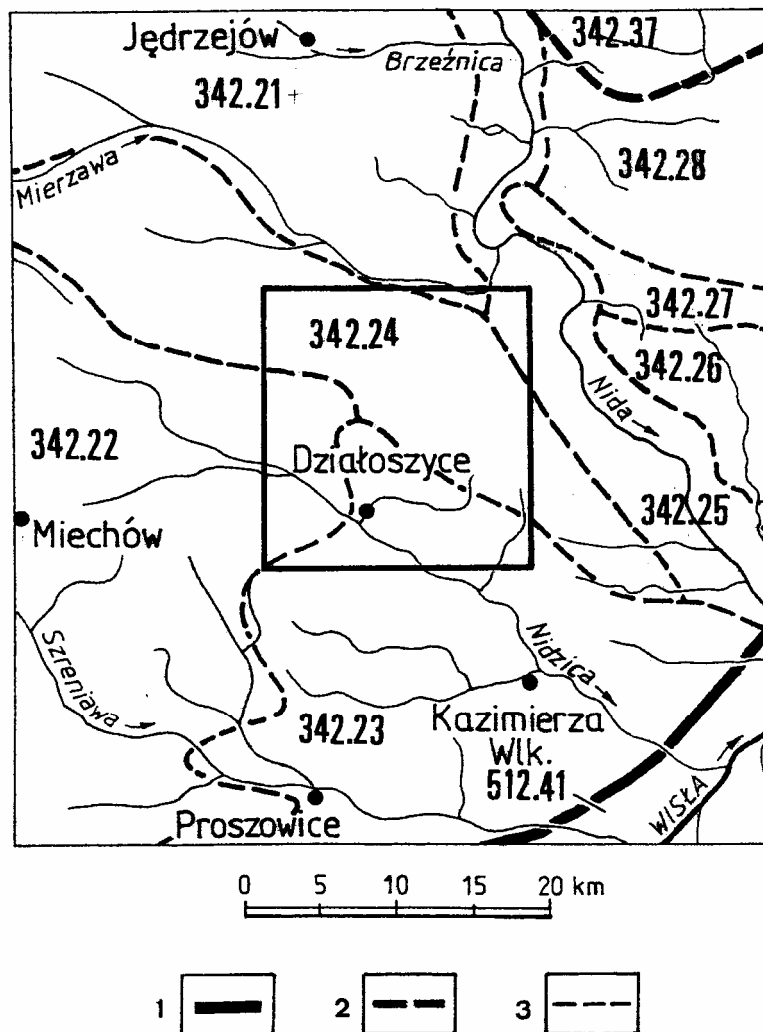 Jędrzejów
342.37
Brzeźnica
342.21
Mierzawa
342.28
342.24
342.27
342.26
Nida
342.22
Działoszyce
342.25
Miechów
Szreniawa
Nidzica
342.23
Kazimierza
Wlk.
512.41
WISŁA
Proszowice
0 5 10 15 20 km
1 2 3